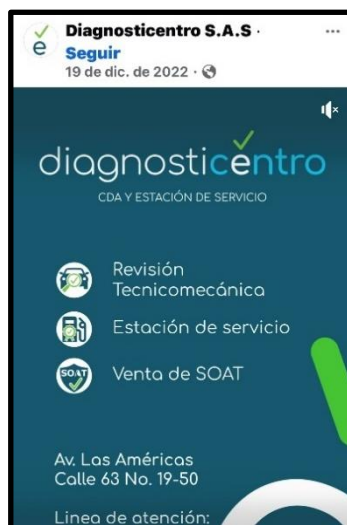 Diagnosticentro S.A.S ·
Seguir
19 de dic. de 2022 ·
diagnosticentro
CDA Y ESTACIÓN DE SERVICIO
Revisión
Tecnicomecánica
Estación de servicio
SOAT
Venta de SOAT
Av. Las Américas
Calle 63 No. 19-50
Linea de atención: